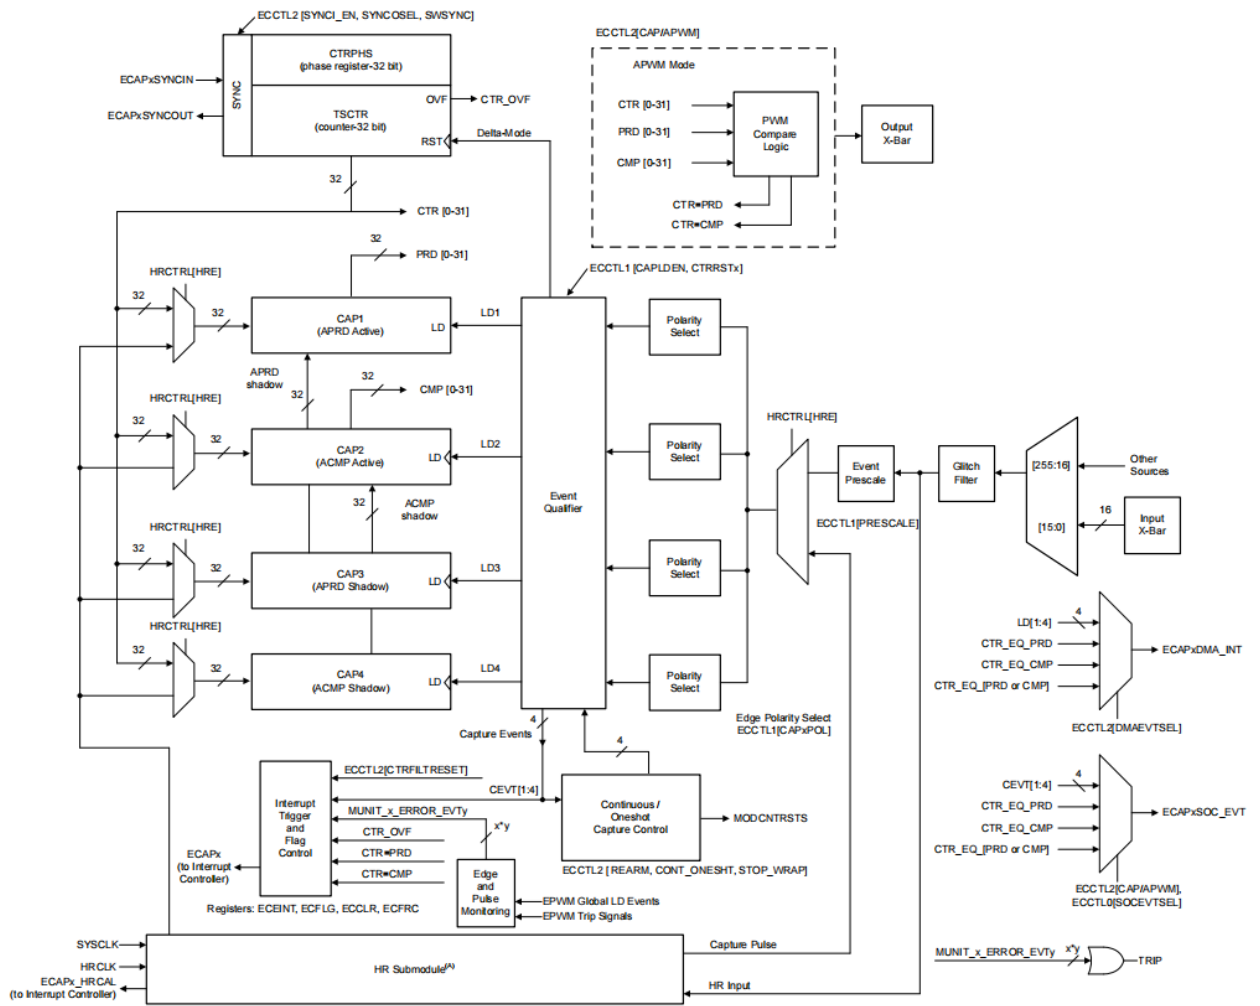 ECCTL2 [SYNCI_EN, SYNCOSEL, SWSYNC]
ECAPxSYNCIN
ECAPxSYNCOUT
SYNC
CTRPHS
(phase register-32 bit)
TSCTR
(counter-32 bit)
OVF
RST
CTR_OVF
Delta-Mode
32
CTR [0-31]
ECCTL2[CAP/APWM]
APWM Mode
CTR [0-31]
PRD [0-31]
CMP [0-31]
PWM
Compare
Logic
CTR=PRD
CTR=CMP
Output
X-Bar
32
PRD [0-31]
ECCTL1 [CAPLDEN, CTRRSTx]
HRCTRL[HRE]
32
32
CAP1
(APRD Active)
LD
LD1
Polarity
Select
APRD
shadow
32
32
CMP [0-31]
HRCTRL[HRE]
32
32
CAP2
(ACMP Active)
LD
LD2
Polarity
Select
32
ACMP
shadow
Event
Qualifier
HRCTRL[HRE]
Event
Prescale
ECCTL1[PRESCALE]
Glitch
Filter
[255:16]
[15:0]
Other
Sources
16
Input
X-Bar
HRCTRL[HRE]
32
32
CAP3
(APRD Shadow)
LD
LD3
Polarity
Select
HRCTRL[HRE]
32
32
CAP4
(ACMP Shadow)
LD
LD4
Polarity
Select
Edge Polarity Select
ECCTL1[CAPxPOL]
LD[1:4]
4
CTR_EQ_PRD
CTR_EQ_CMP
CTR_EQ_[PRD or CMP]
ECAPxDMA_INT
ECCTL2[DMAEVTSEL]
Capture Events
4
4
ECCTL2[CTRFILTRESET]
CEVT[1:4]
MUNIT_x_ERROR_EVTy
x*y
CTR_OVF
CTR=PRD
CTR=CMP
Interrupt
Trigger
and
Flag
Control
ECAPx
(to Interrupt
Controller)
Registers: ECEINT, ECFLG, ECCLR, ECFRC
Continuous /
Oneshot
Capture Control
MODCNTRSTS
ECCTL2 [ REARM, CONT_ONESHT, STOP_WRAP]
Edge
and
Pulse
Monitoring
EPWM Global LD Events
EPWM Trip Signals
CEVT[1:4]
4
CTR_EQ_PRD
CTR_EQ_CMP
CTR_EQ_[PRD or CMP]
ECAPxSOC_EVT
ECCTL2[CAP/APWM],
ECCTL0[SOCEVTSEL]
SYSCLK
HRCLK
ECAPx_HRCAL
(to Interrupt Controller)
HR Submodule(A)
Capture Pulse
HR Input
MUNIT_x_ERROR_EVTy
x*y
TRIP